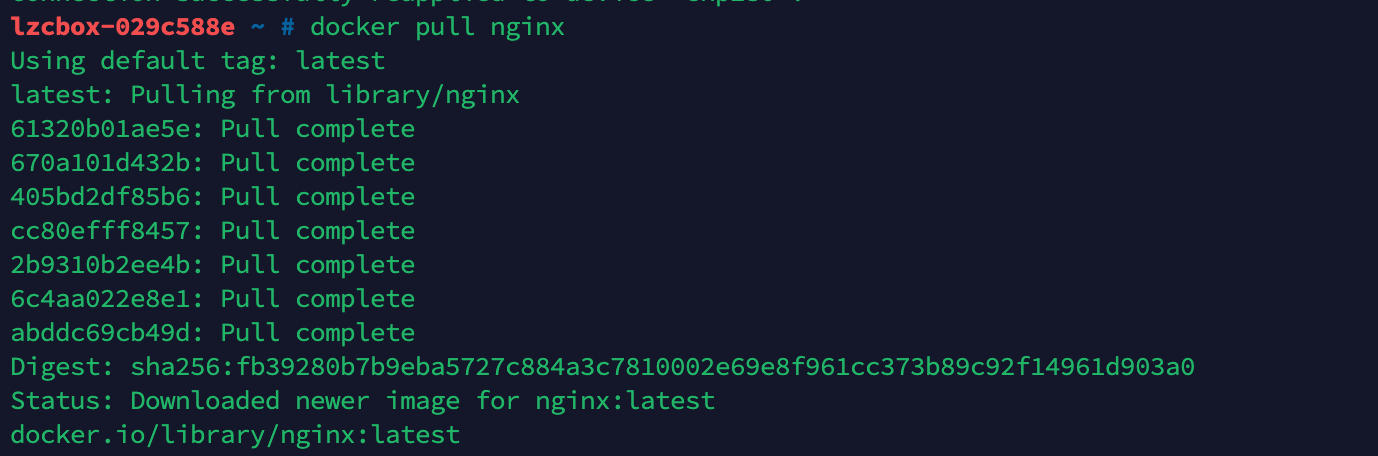 lzcbox-029c588e ~ # docker pull nginx
Using default tag: latest
latest: Pulling from library/nginx
61320b01ae5e: Pull complete
670a101d432b: Pull complete
405bd2df85b6: Pull complete
cc80efff8457: Pull complete
2b9310b2ee4b: Pull complete
6c4aa022e8e1: Pull complete
abddc69cb49d: Pull complete
Digest: sha256:fb39280b7b9eba5727c884a3c7810002e69e8f961cc373b89c92f14961d903a0
Status: Downloaded newer image for nginx:latest
docker.io/library/nginx:latest